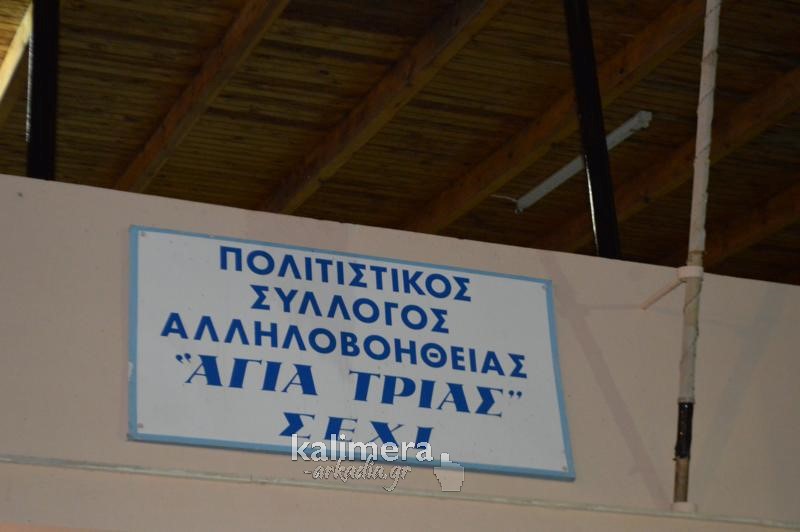 ΠΟΛΙΤΙΣΤΙΚΟΣ
ΣΥΛΛΟΓΟΣ
ΑΛΛΗΛΟΒΟΗΘΕΙΑΣ
"ΑΓΙΑ ΤΡΙΑΣ"
ΣΕΧΙ
kalimera
-arkadia.gr